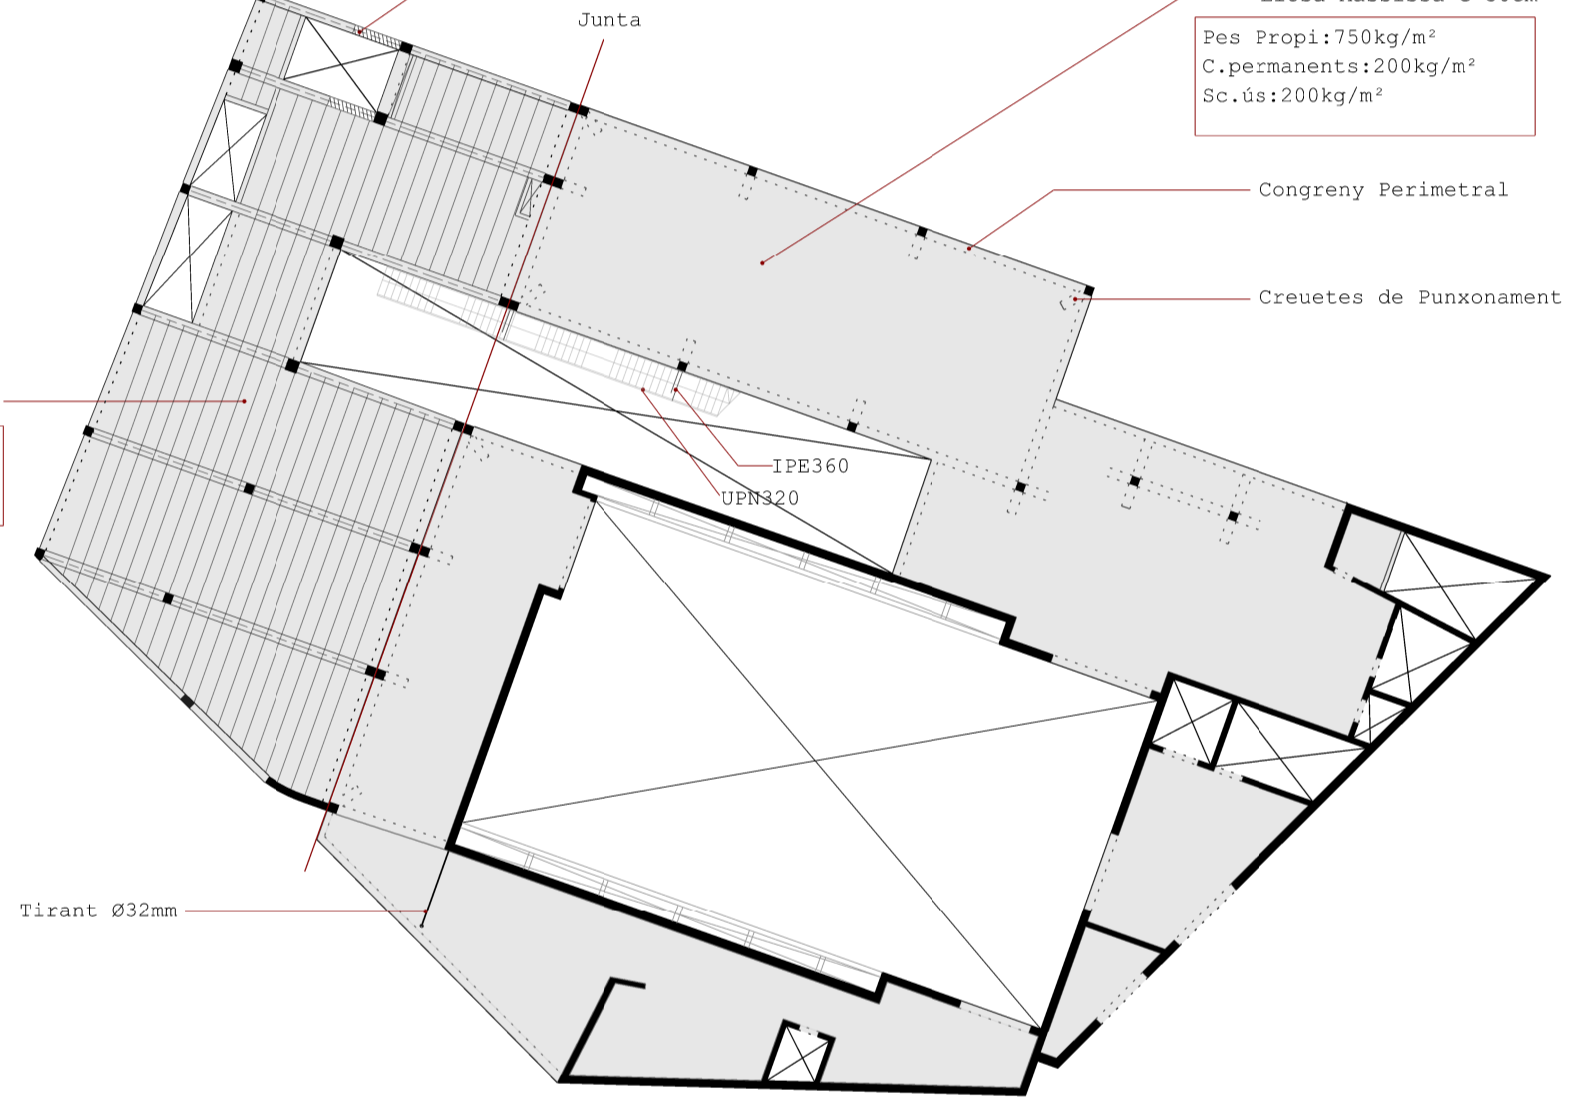 Junta
Pes Propi:750kg/m²
C.permanents:200kg/m²
Sc.ús:200kg/m²
Congreny Perimetral
Creuetes de Punxonament
IPE360
UPN320
Tirant Ø32mm